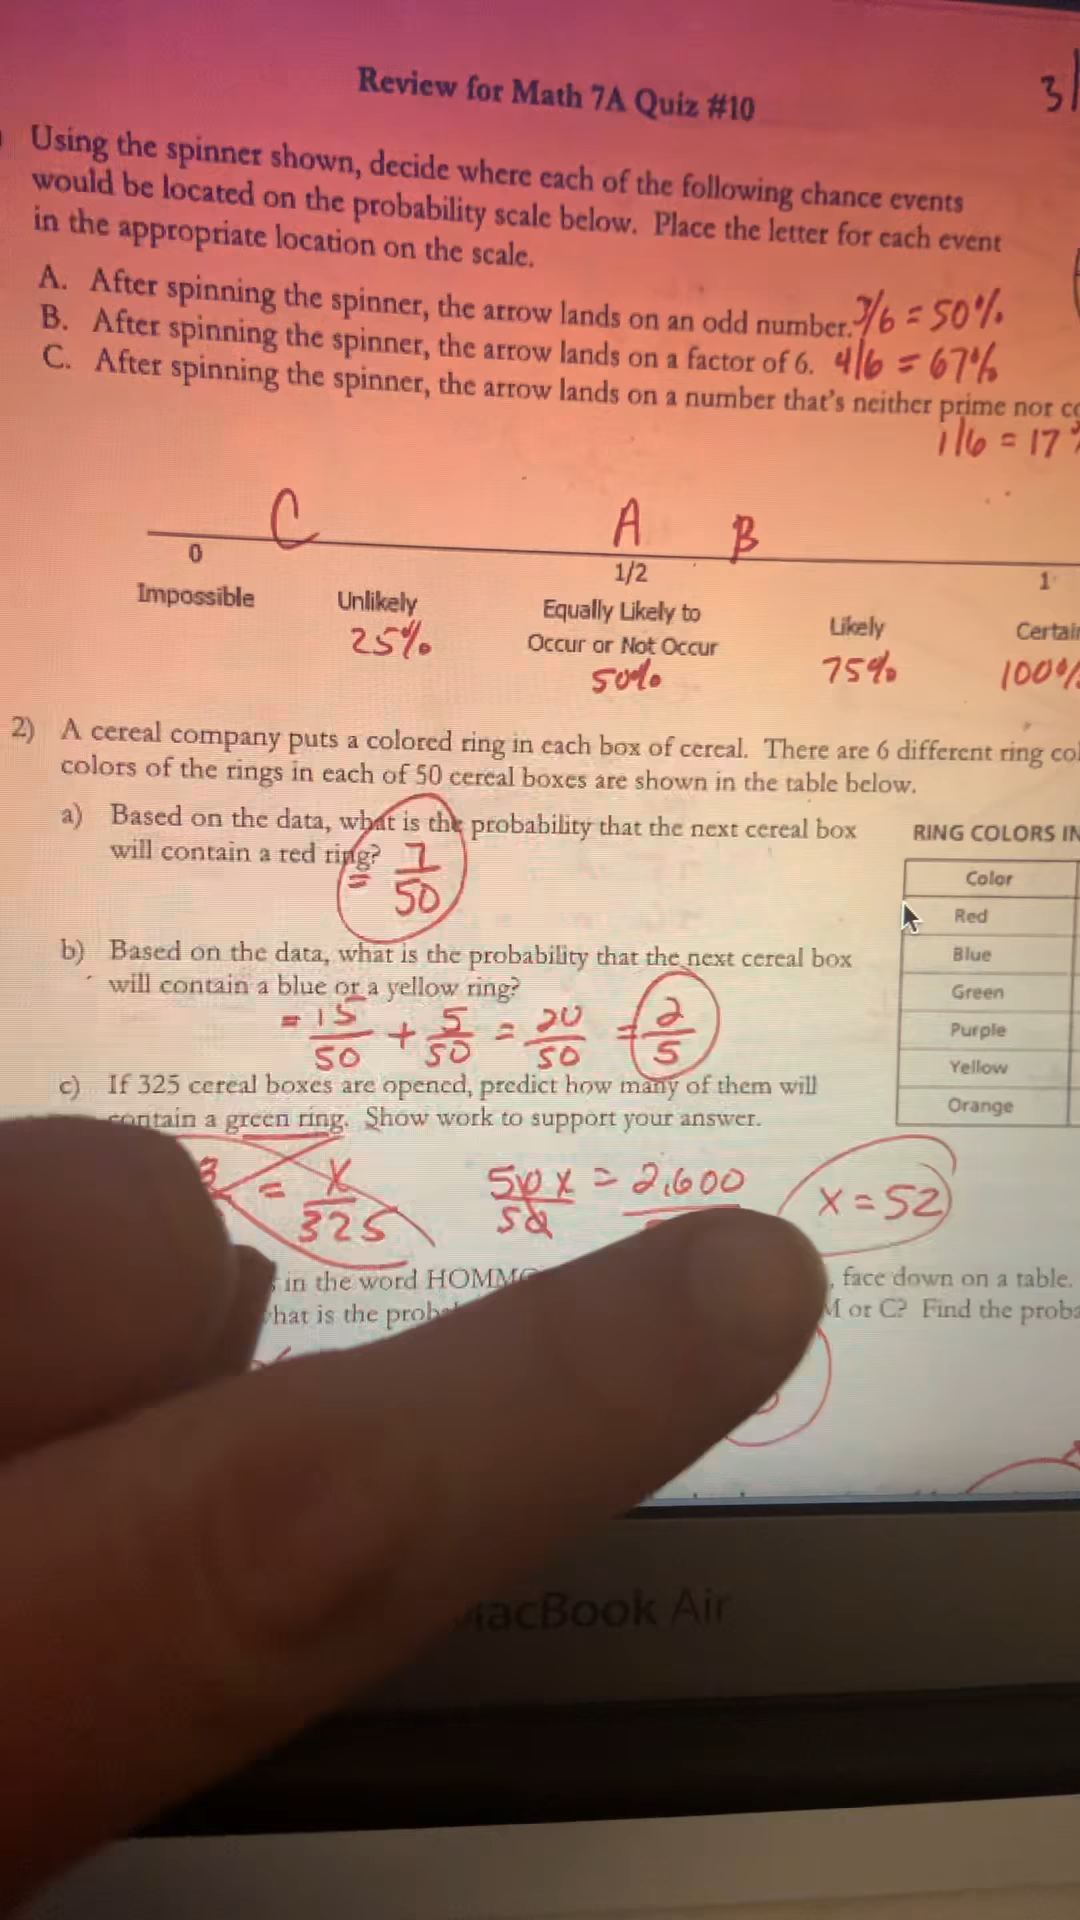 Review for Math 7A Quiz #10
3
Using the spinner shown, decide where each of the following chance events
would be located on the probability scale below. Place the letter for each event
in the appropriate location on the scale.
A. After spinning the spinner, the arrow lands on an odd number. 3/6 = 50%
B. After spinning the spinner, the arrow lands on a factor of 6. 4/6 = 67%
C. After spinning the spinner, the arrow lands on a number that's neither prime nor
1/6 = 17
C A B
0 1/2 1
Impossible Unlikely Equally Likely to Likely
Occur or Not Occur
25% 50% 75% 100%
2) A cereal company puts a colored ring in each box of cereal. There are 6 different ring
colors of the rings in each of 50 cereal boxes are shown in the table below.
a) Based on the data, what is the probability that the next cereal box
will contain a red ring? = 7/50
b) Based on the data, what is the probability that the next cereal box
will contain a blue or a yellow ring?
= 15/50 + 5/50 = 20/50 = 2/5
c) If 325 cereal boxes are opened, predict how many of them will
contain a green ring. Show work to support your answer.
= x/325 50x = 2,600 x = 52
50
RING COLORS IN
Color
Red
Blue
Green
Purple
Yellow
Orange
in the word face down on a table.
what is the M or C? Find the
MacBook Air